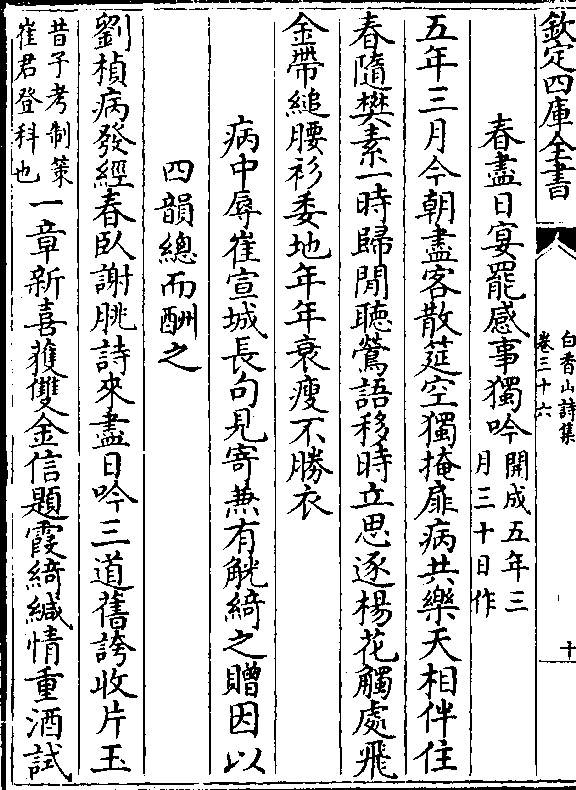 欽定四庫全書
白香山詩集
卷三十六
十
春盡日宴罷感事獨吟開成五年三
月三十日作
五年三月今朝盡客散筵空獨掩扉病共樂天相伴住
春隨樊素一時歸閒聽鶯語移時立思逐楊花觸處飛
金帶縋腰衫委地年年衰瘦不勝衣
病中辱崔宣城長句見寄兼有觥綺之贈因以
四韻總而酬之
劉楨病發經春臥謝朓詩來盡日吟三道舊誇收片玉
昔予考制策
崔君登科也一章新喜獲雙金信題霞綺緘情重酒試